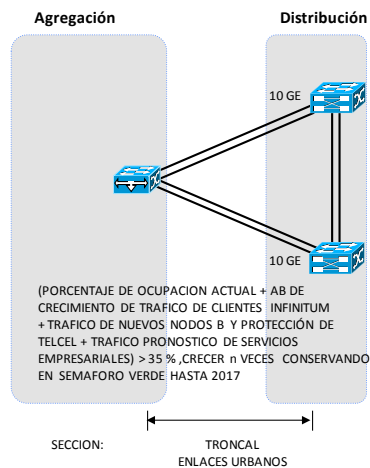 Agregación
Distribución
10 GE
10 GE
(PORCENTAJE DE OCUPACION ACTUAL + AB DE
CRECIMIENTO DE TRAFICO DE CLIENTES INFINITUM
+ TRAFICO DE NUEVOS NODOS B Y PROTECCIÓN DE
TELCEL + TRAFICO PRONOSTICO DE SERVICIOS
EMPRESARIALES) > 35 % ,CRECER n VECES CONSERVANDO
EN SEMAFORO VERDE HASTA 2017
SECCION:
TRONCAL
ENLACES URBANOS